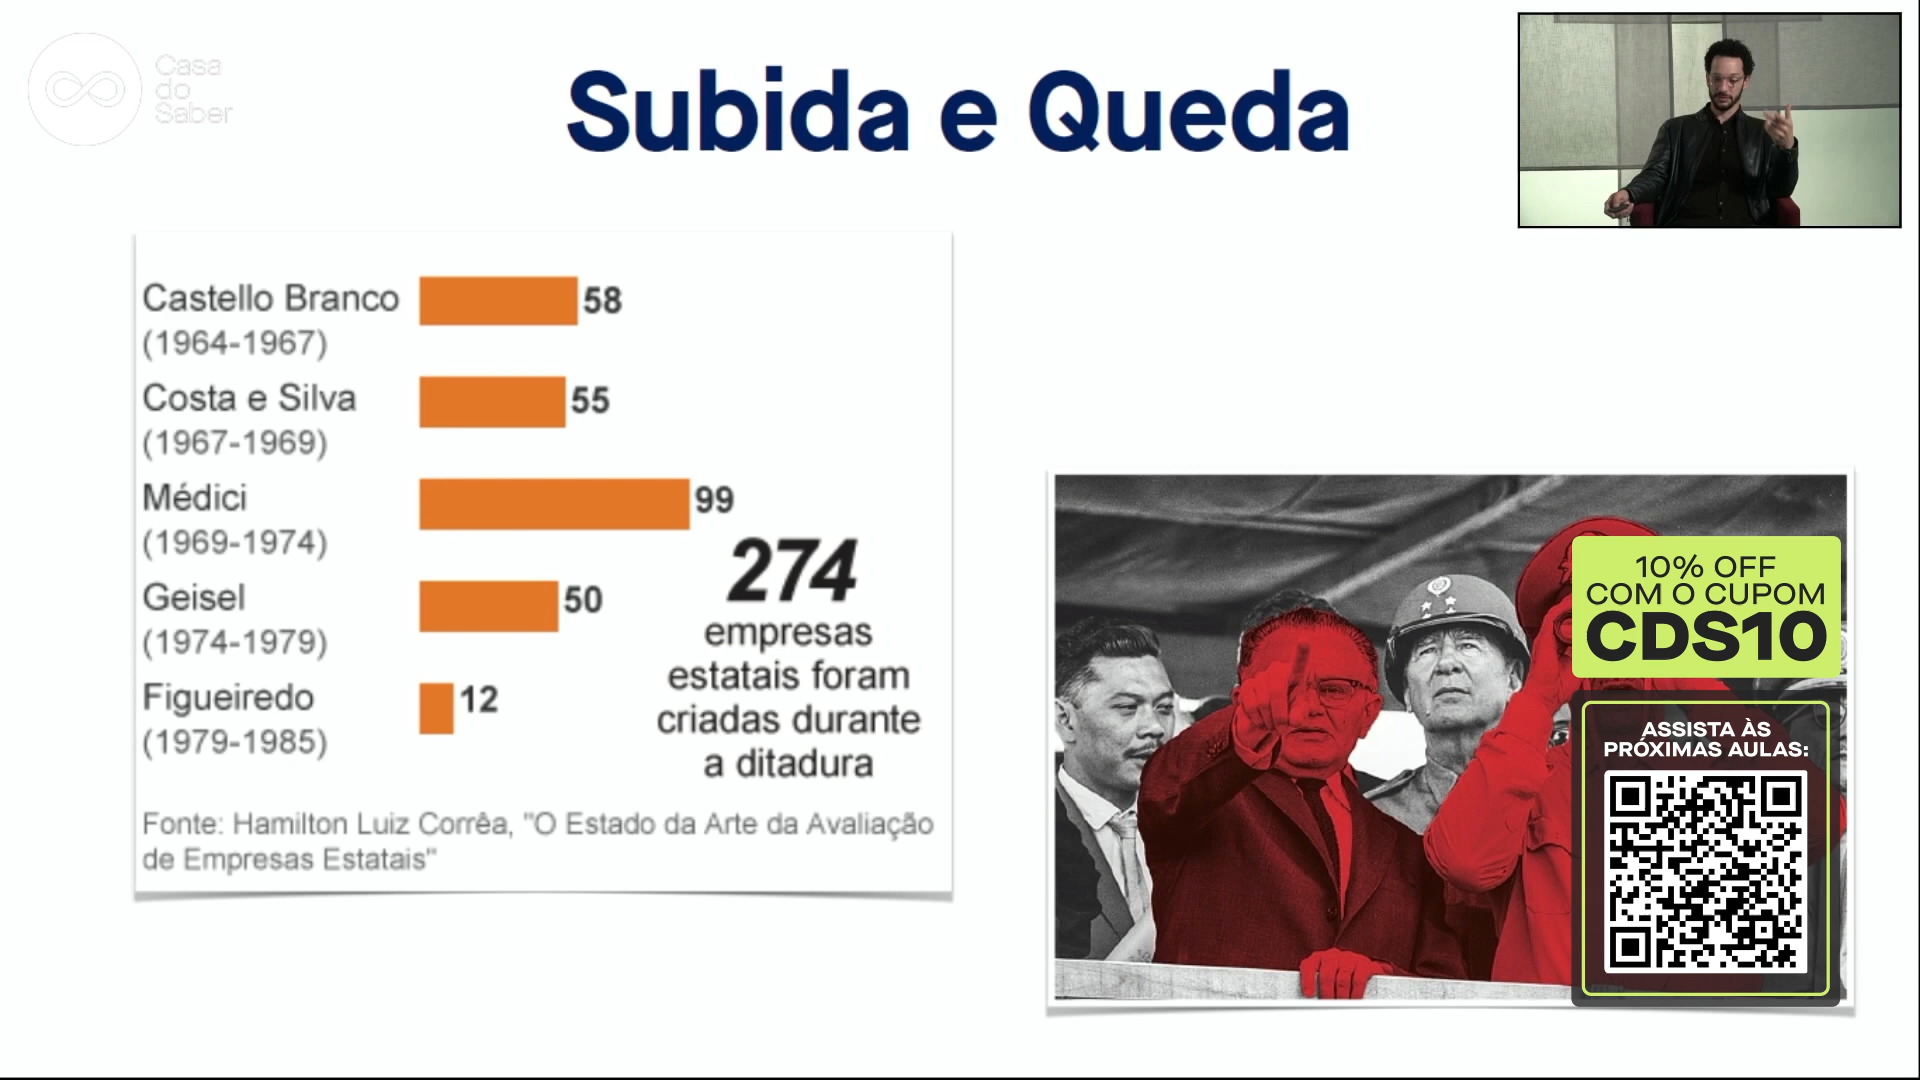 Casa
do
Saber
Subida e Queda
Castello Branco 58
(1964-1967)
Costa e Silva 55
(1967-1969)
Médici 99
(1969-1974)
Geisel 50
(1974-1979)
Figueiredo 12
(1979-1985)
274
empresas
estatais foram
criadas durante
a ditadura
Fonte: Hamilton Luiz Corrêa, "O Estado da Arte da Avaliação
de Empresas Estatais"
10% OFF
COM O CUPOM
CDS10
ASSISTA ÀS
PRÓXIMAS AULAS: